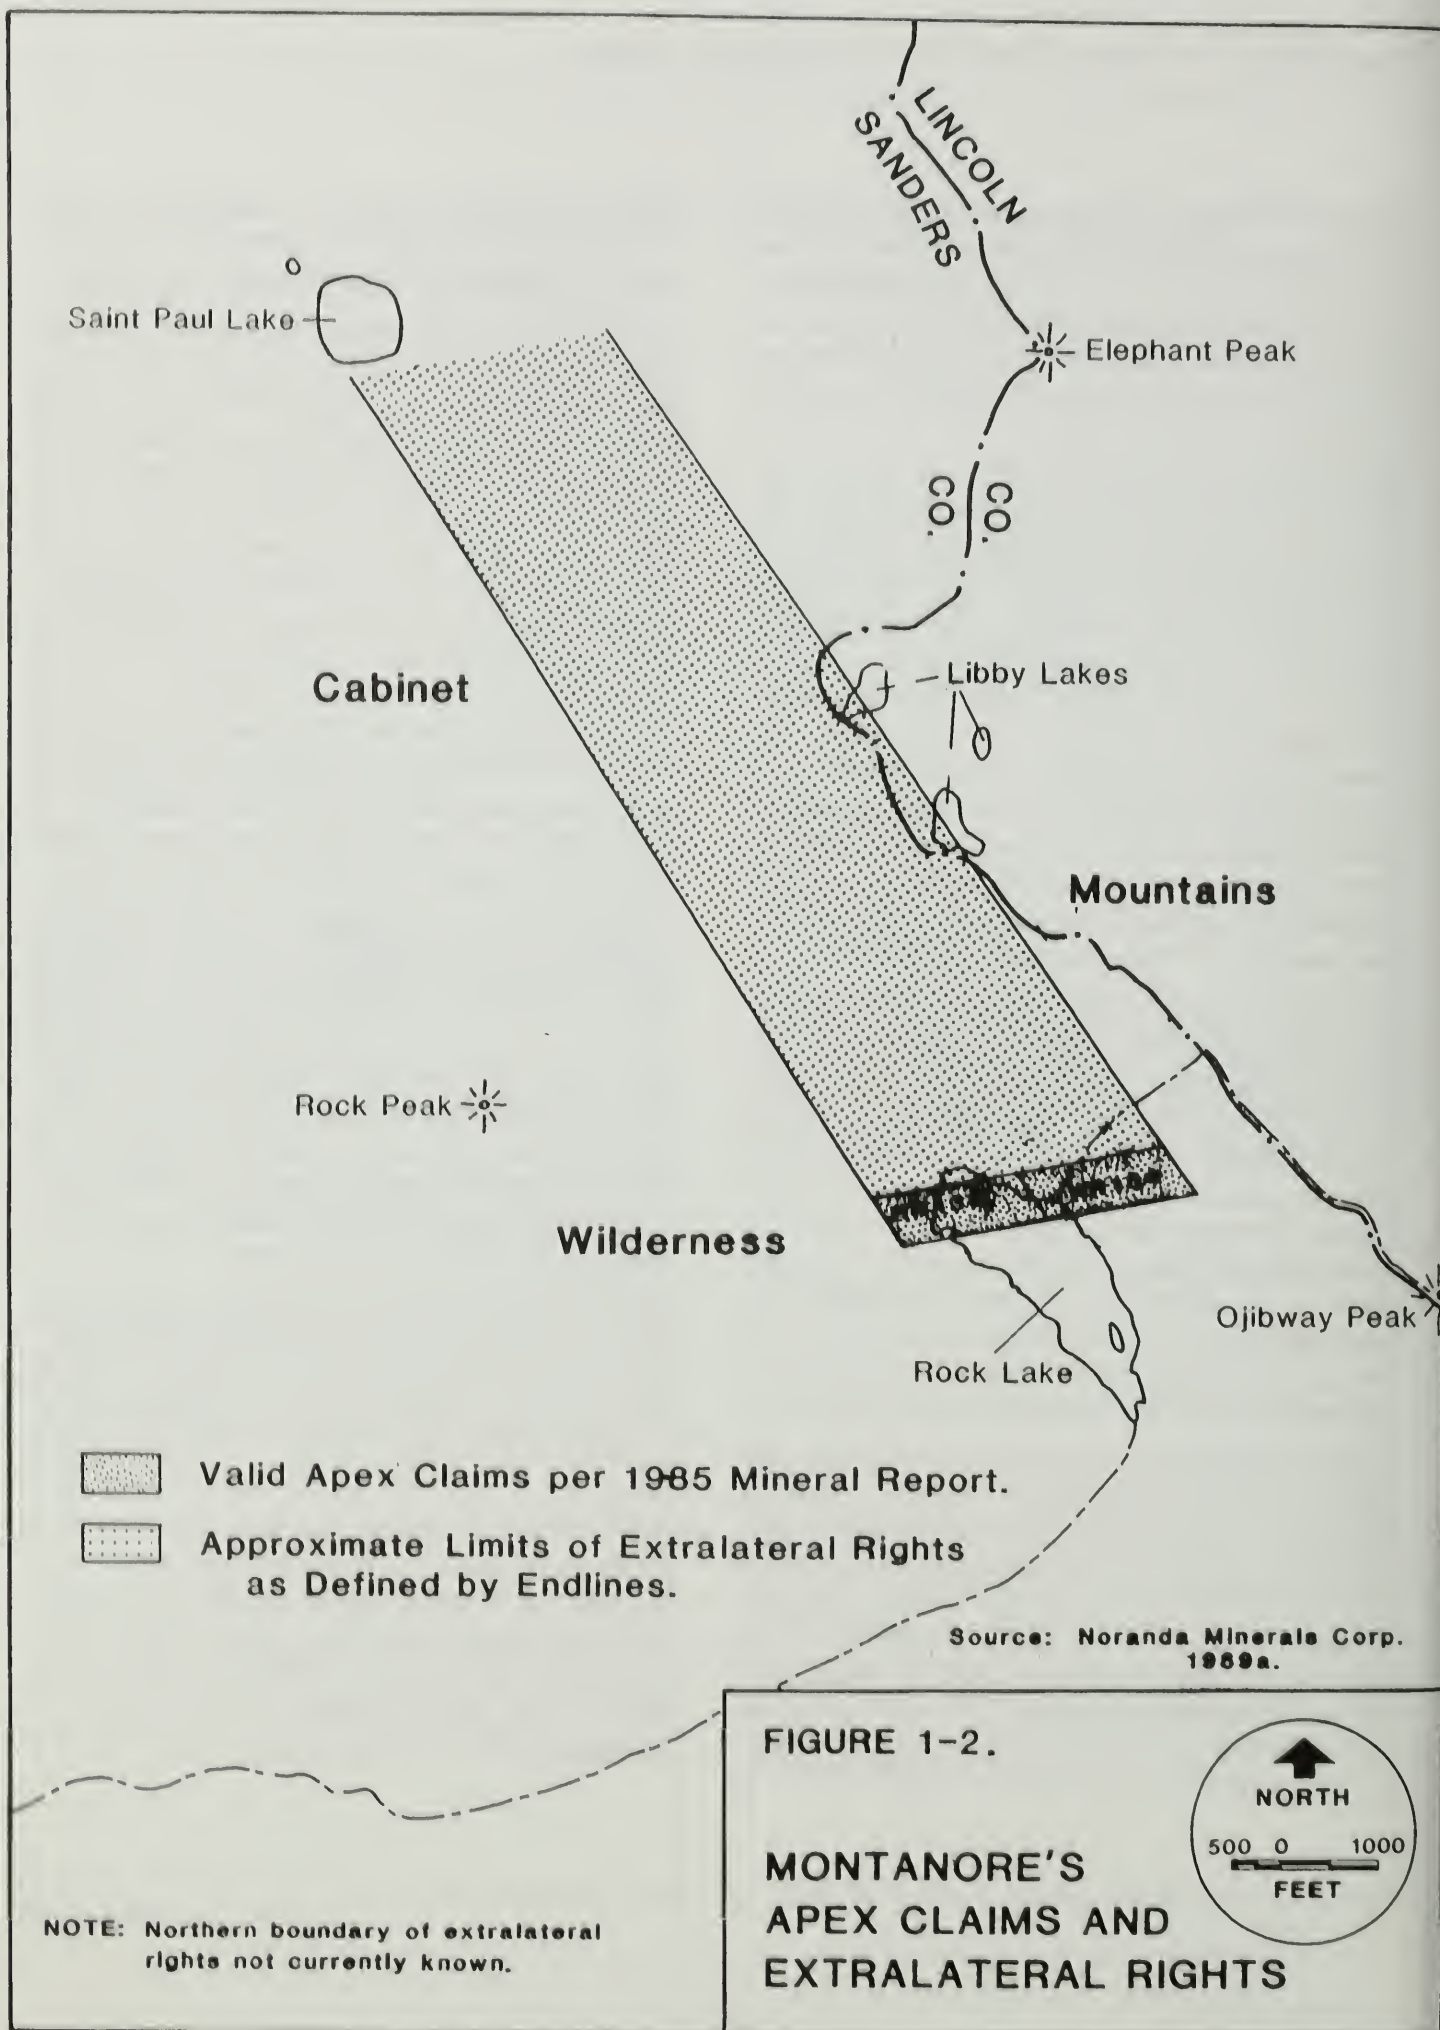 LINCOLN
SANDERS
Saint Paul Lake
Elephant Peak
CO.
CO.
Libby Lakes
Cabinet
Mountains
Rock Peak
Wilderness
Ojibway Peak
Rock Lake
Valid Apex Claims per 1985 Mineral Report.
Approximate Limits of Extralateral Rights
as Defined by Endlines.
Source: Noranda Minerals Corp.
1989a.
FIGURE 1-2.
NORTH
500 0 1000
FEET
MONTANORE'S
APEX CLAIMS AND
EXTRALATERAL RIGHTS
NOTE: Northern boundary of extralateral
rights not currently known.